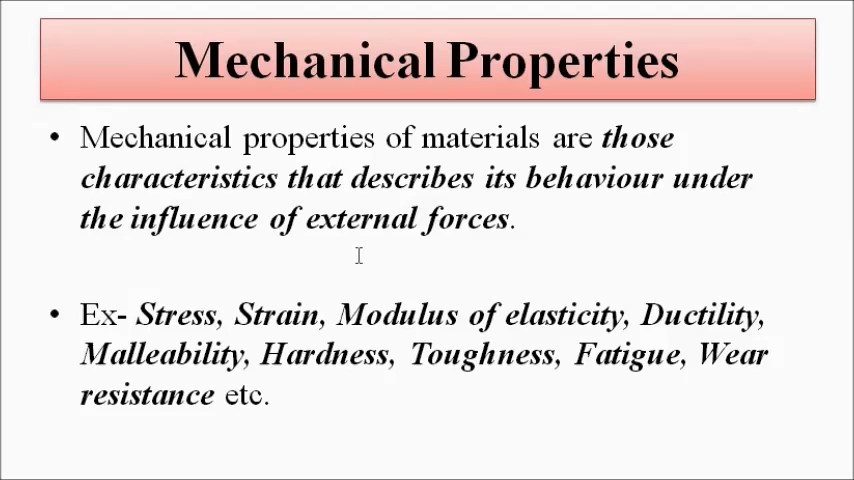 Mechanical Properties
• Mechanical properties of materials are those
characteristics that describes its behaviour under
the influence of external forces.
• Ex- Stress, Strain, Modulus of elasticity, Ductility,
Malleability, Hardness, Toughness, Fatigue, Wear
resistance etc.